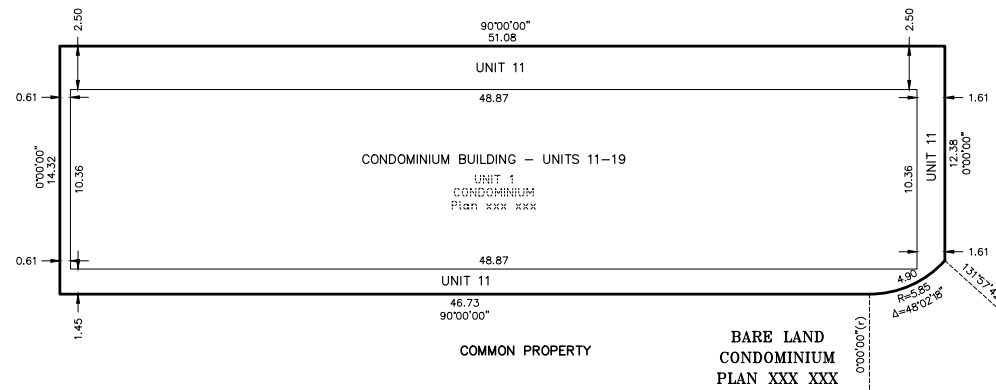 2.50
90°00'00"
51.08
2.50
UNIT 11
0.61
48.87
1.61
0°00'00"
14.32
10.36
CONDOMINIUM BUILDING – UNITS 11–19
UNIT 1
CONDOMINIUM
Plan xxx xxx
10.36
UNIT 11
12.38
0°00'00"
0.61
48.87
1.61
UNIT 11
4.90
R=5.85
Δ=48°02'18"
131°57'4
1.45
46.73
90°00'00"
0°00'00"(r)
COMMON PROPERTY
BARE LAND
CONDOMINIUM
PLAN XXX XXX